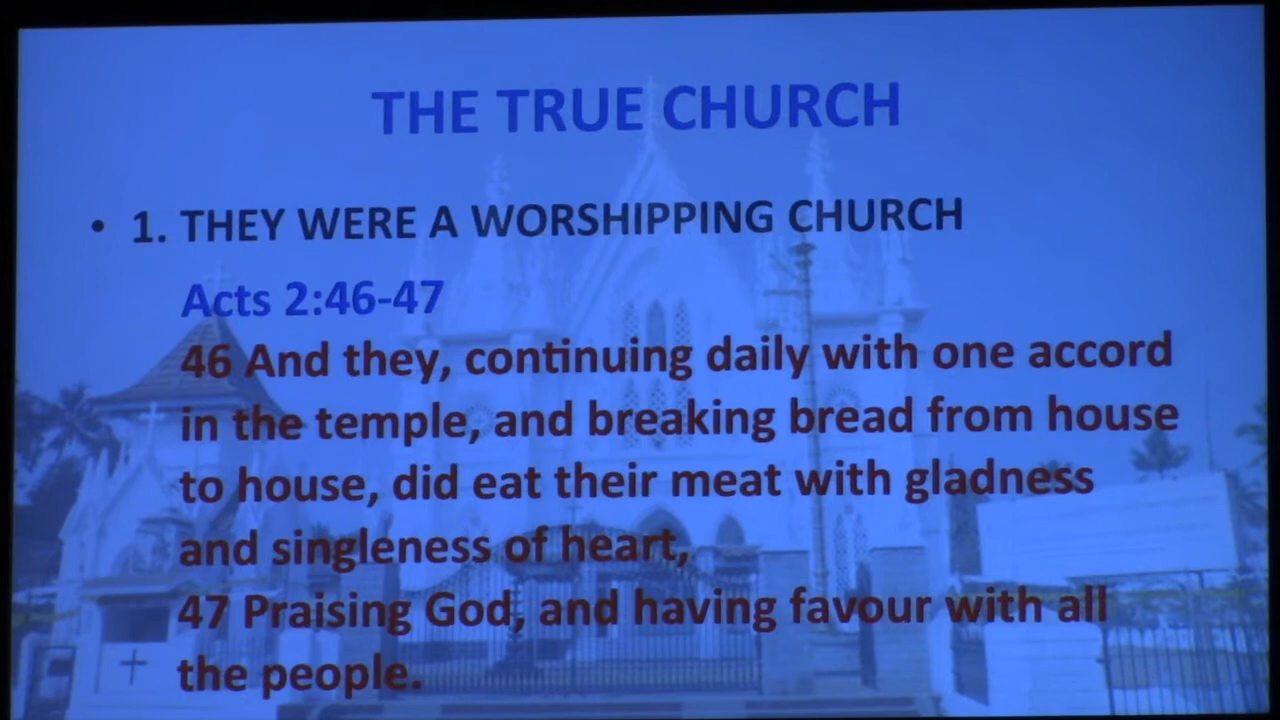 THE TRUE CHURCH
• 1. THEY WERE A WORSHIPPING CHURCH
Acts 2:46-47
46 And they, continuing daily with one accord
in the temple, and breaking bread from house
to house, did eat their meat with gladness
and singleness of heart,
47 Praising God, and having favour with all
the people.